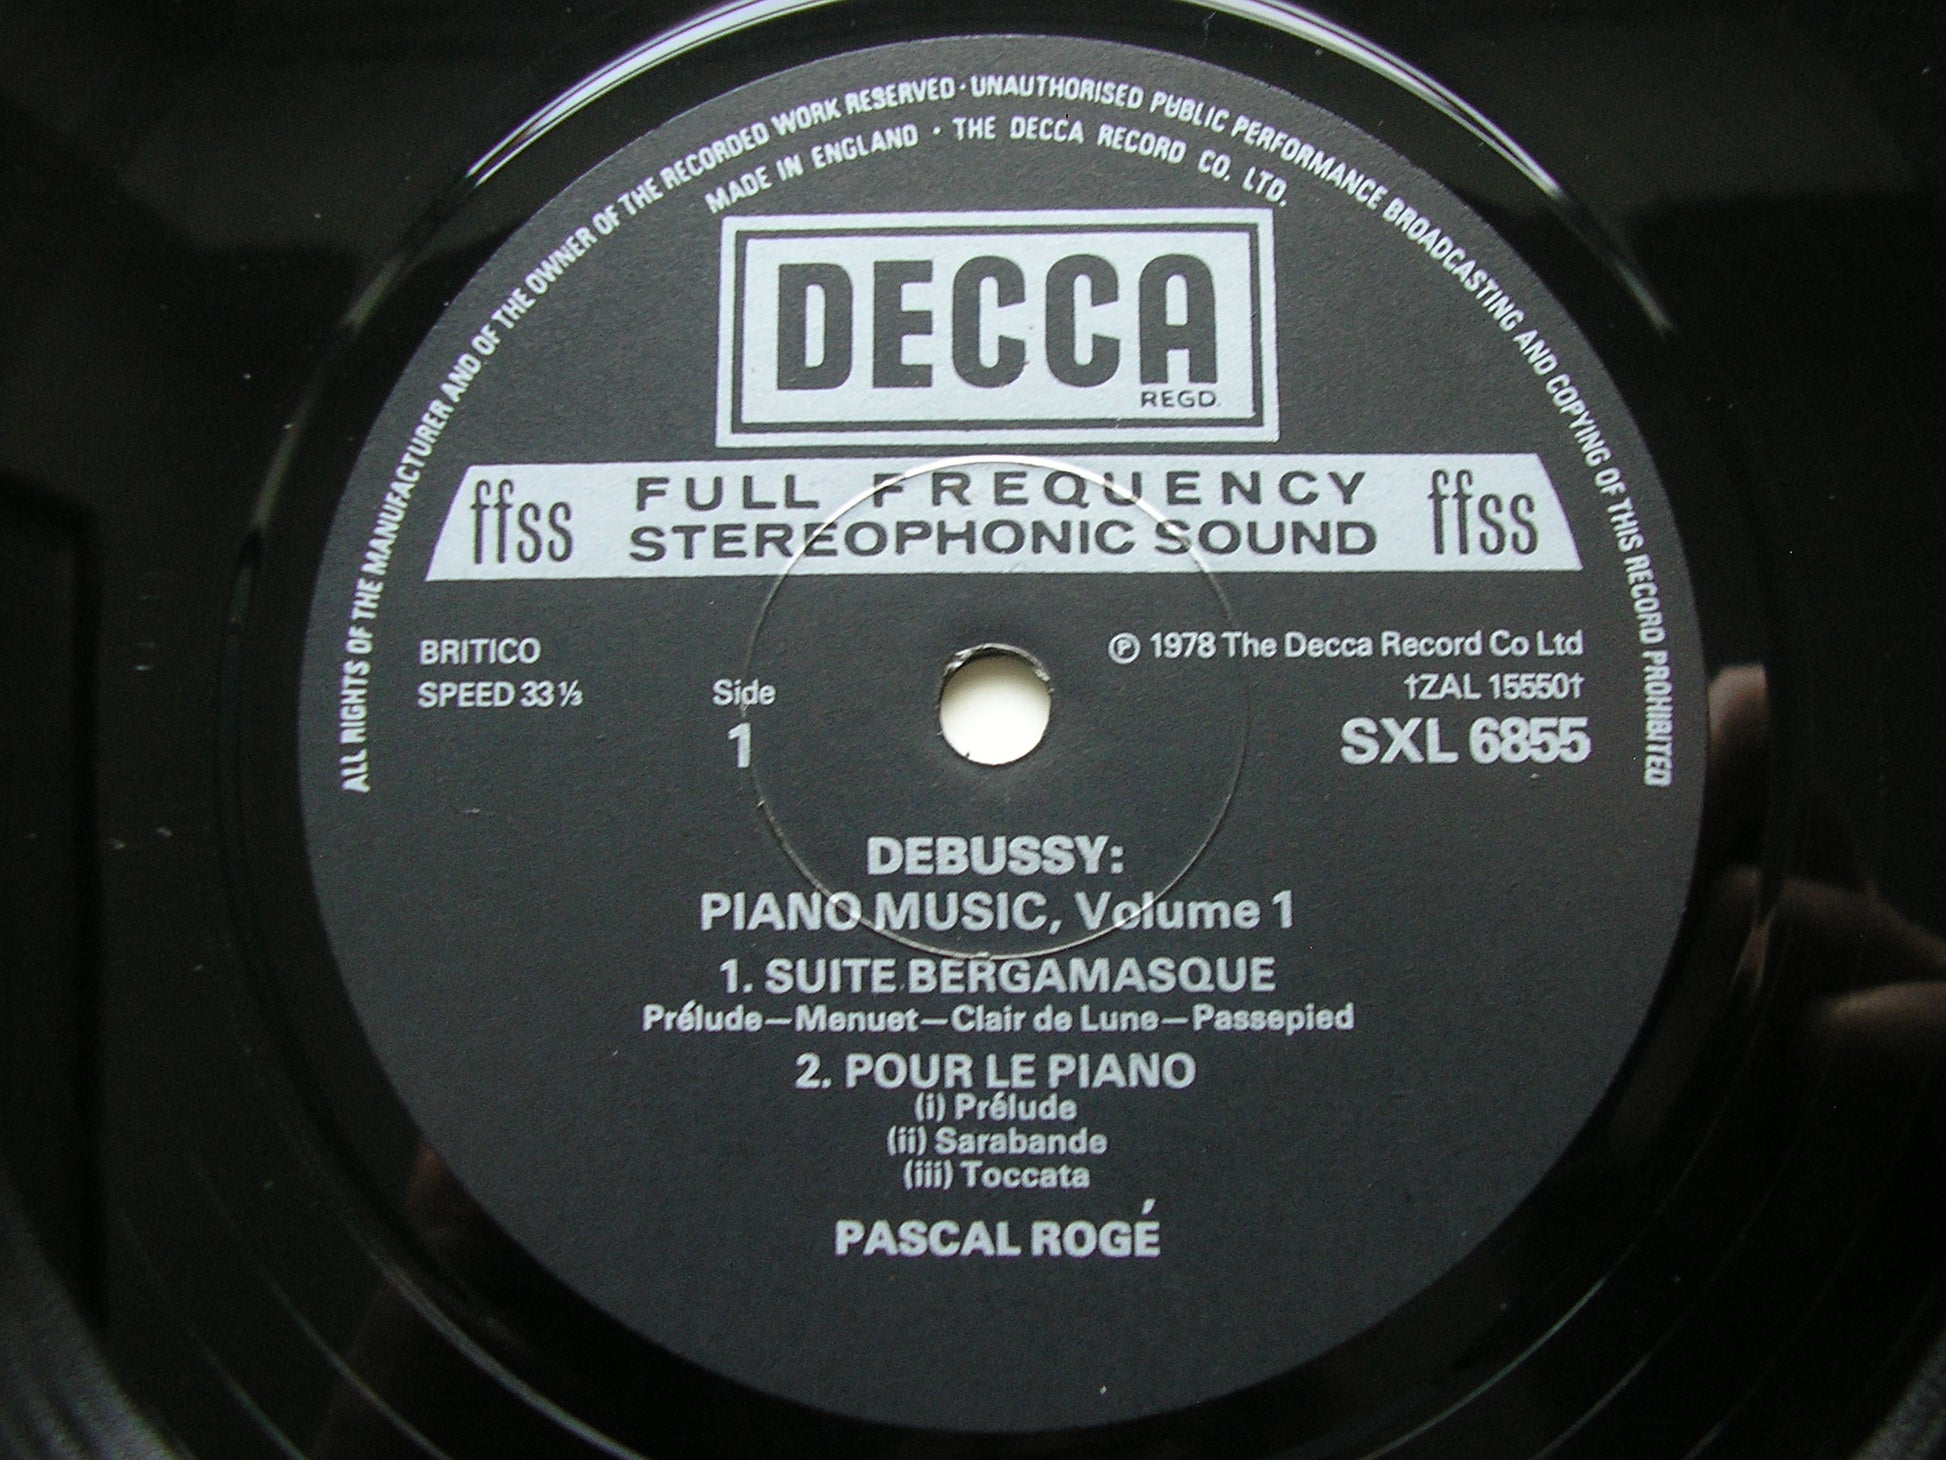 ALL RIGHTS OF THE MANUFACTURER AND OF THE OWNER OF THE RECORDED WORK RESERVED · UNAUTHORISED PUBLIC PERFORMANCE BROADCASTING AND COPYING OF THIS RECORD PROHIBITED
MADE IN ENGLAND · THE DECCA RECORD CO. LTD.
DECCA
REGD.
ffss FULL FREQUENCY ffss
STEREOPHONIC SOUND
BRITICO ℗ 1978 The Decca Record Co Ltd
SPEED 33⅓ Side †ZAL 15550†
1 SXL 6855
DEBUSSY:
PIANO MUSIC, Volume 1
1. SUITE BERGAMASQUE
Prélude—Menuet—Clair de Lune—Passepied
2. POUR LE PIANO
(i) Prélude
(ii) Sarabande
(iii) Toccata
PASCAL ROGÉ